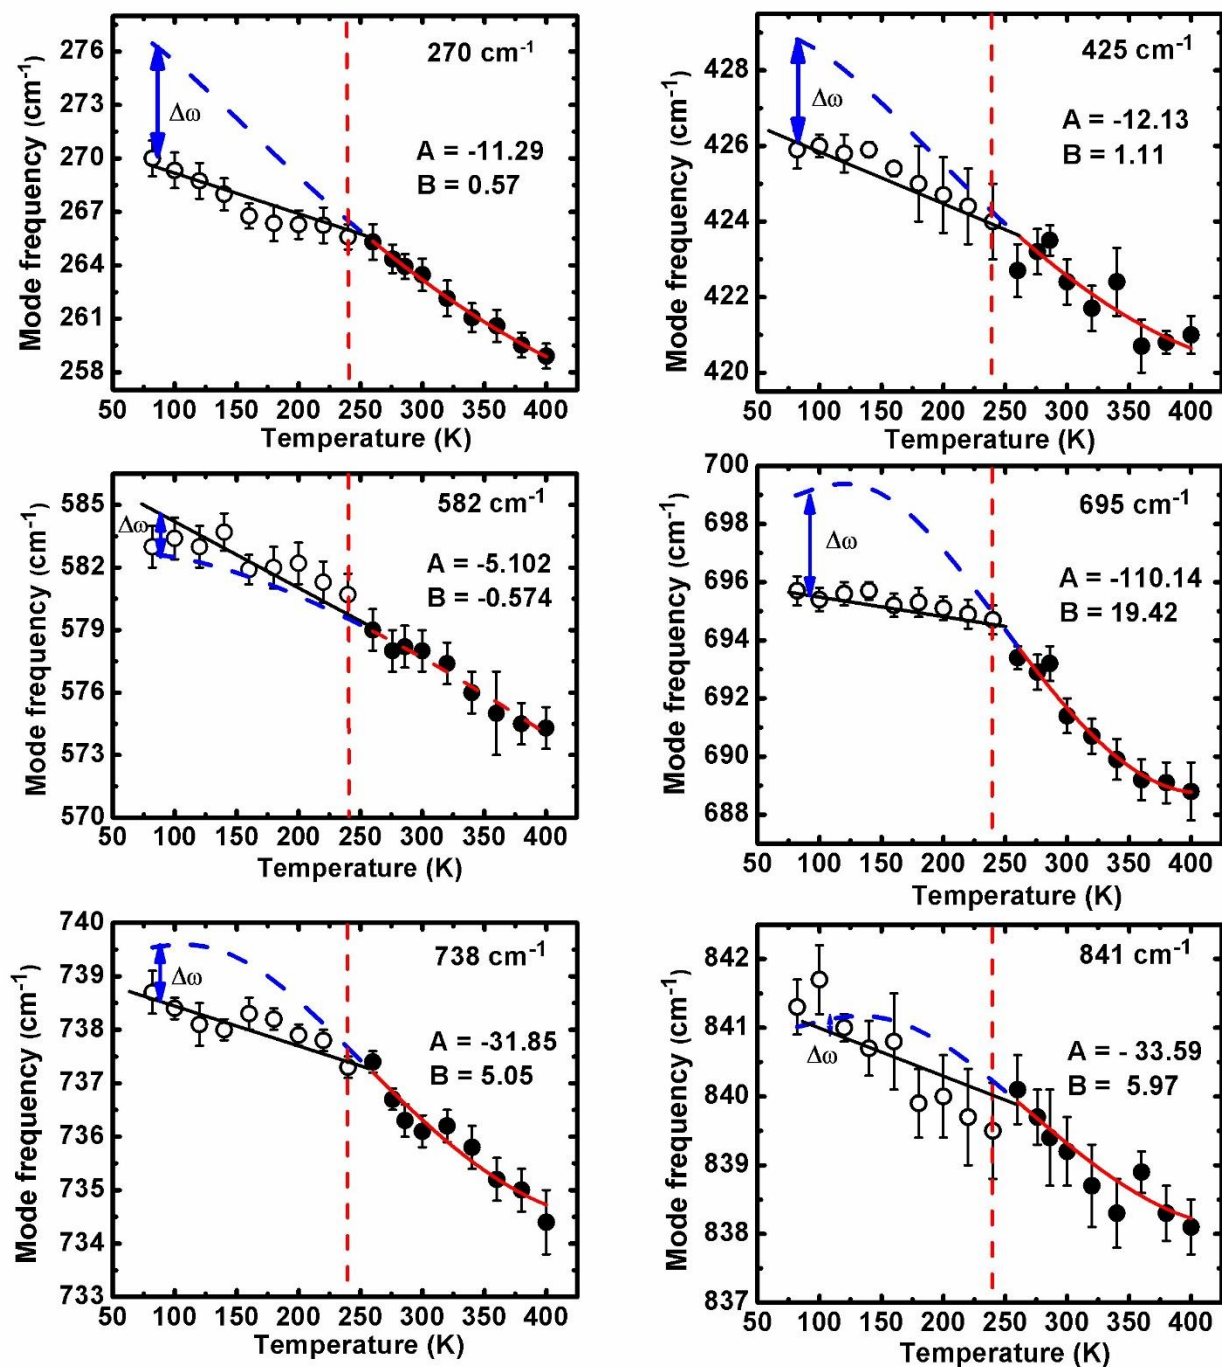 276
273
270
267
264
261
258
Mode frequency (cm-1)
270 cm-1
Δω
A = -11.29
B = 0.57
50 100 150 200 250 300 350 400
Temperature (K)
428
426
424
422
420
Mode frequency (cm-1)
425 cm-1
Δω
A = -12.13
B = 1.11
50 100 150 200 250 300 350 400
Temperature (K)
585
582
579
576
573
570
Mode frequency (cm-1)
582 cm-1
Δω
A = -5.102
B = -0.574
50 100 150 200 250 300 350 400
Temperature (K)
700
698
696
694
692
690
688
Mode frequency (cm-1)
695 cm-1
Δω
A = -110.14
B = 19.42
50 100 150 200 250 300 350 400
Temperature (K)
740
739
738
737
736
735
734
733
Mode frequency (cm-1)
738 cm-1
Δω
A = -31.85
B = 5.05
50 100 150 200 250 300 350 400
Temperature (K)
842
841
840
839
838
837
Mode frequency (cm-1)
841 cm-1
Δω
A = - 33.59
B = 5.97
50 100 150 200 250 300 350 400
Temperature (K)